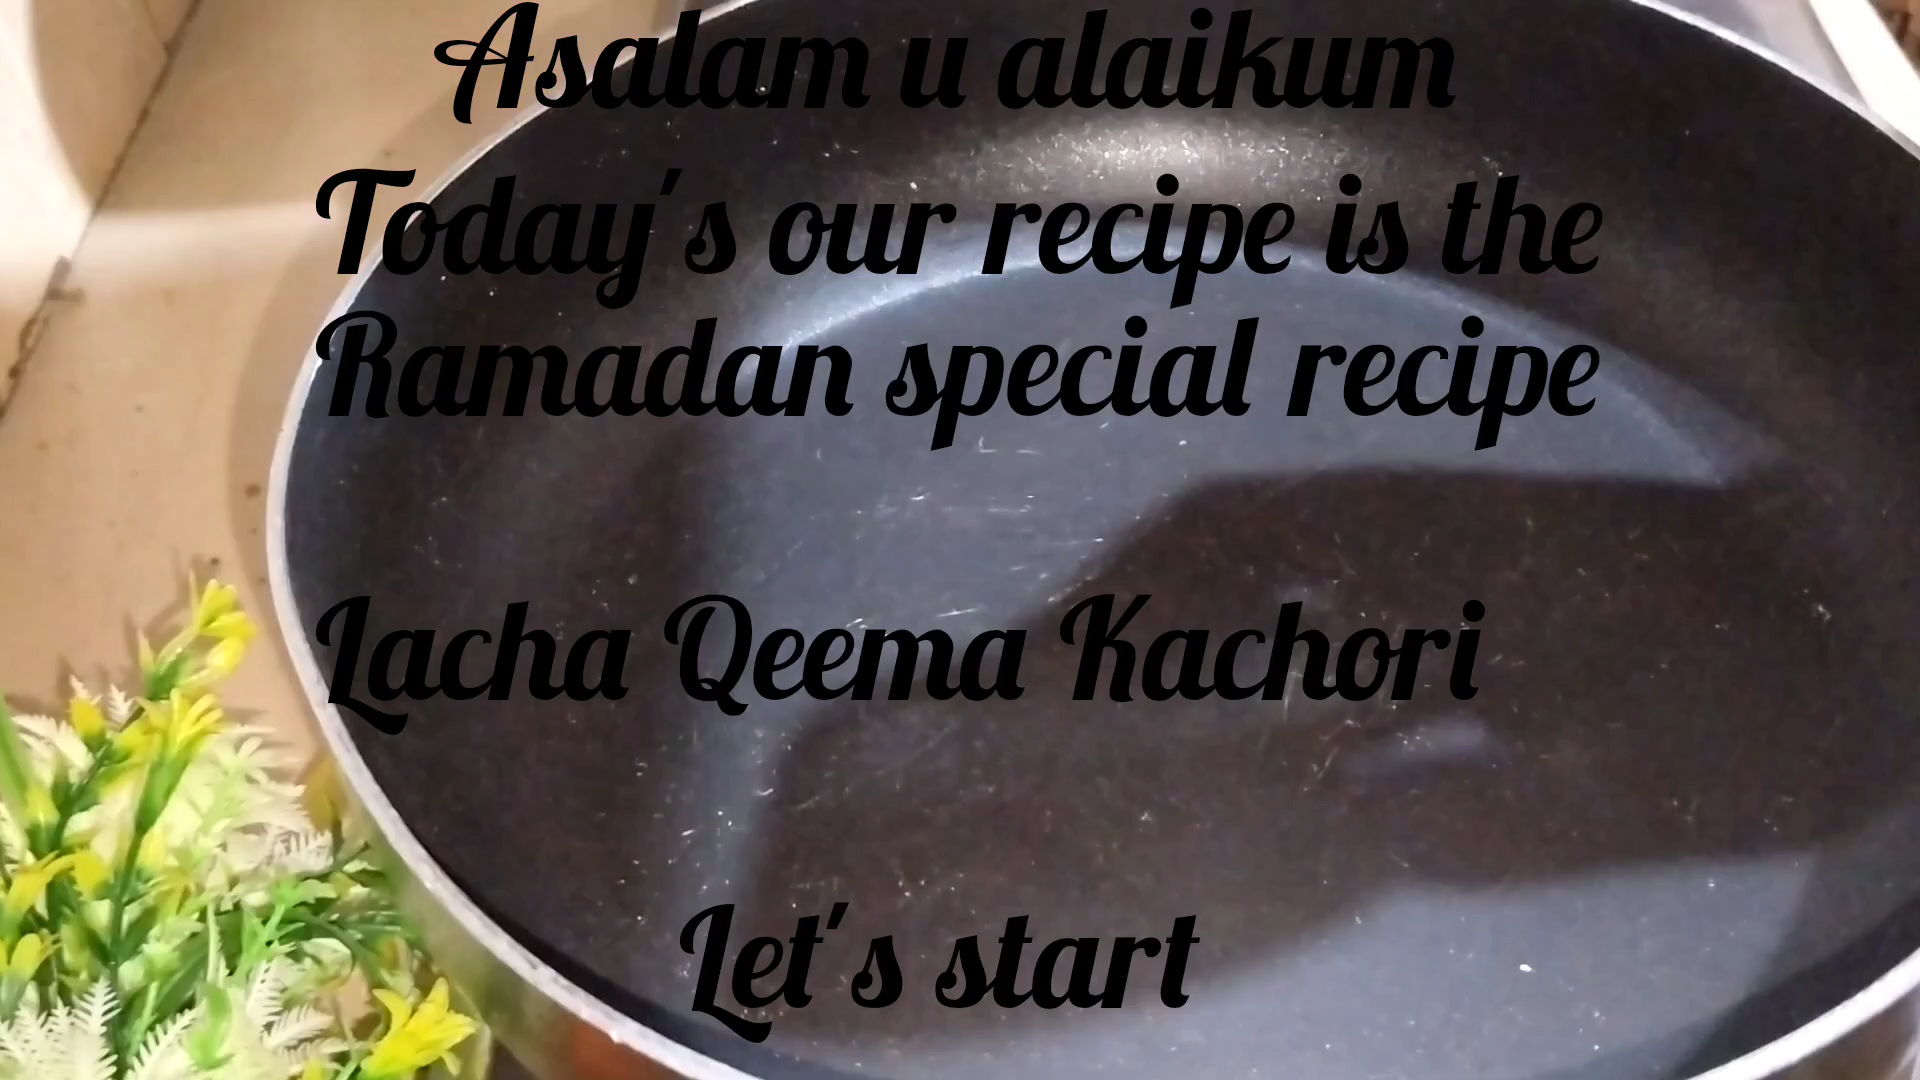 Asalam u alaikum
Today's our recipe is the
Ramadan special recipe
Lacha Qeema Kachori
Let's start